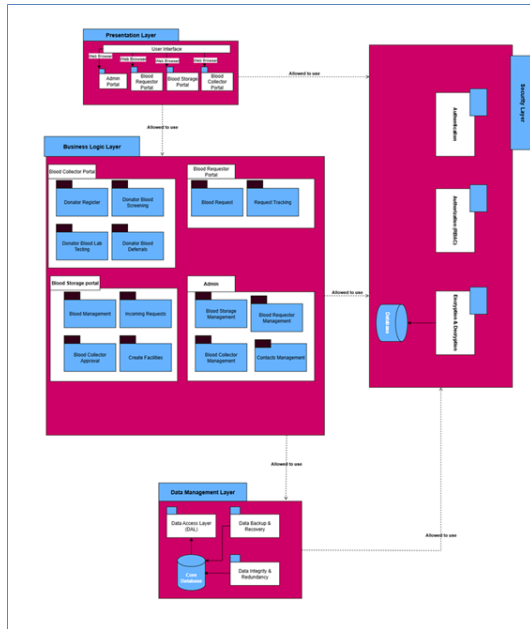 Presentation Layer
User Interface
Web Browser
Web Browser
Web Browser
Web Browser
Admin
Portal
Blood
Requestor
Portal
Blood Storage
Portal
Blood
Collector
Portal
Allowed to use
Allowed to use
Security Layer
Authentication
Authorization (RBAC)
Encryption & Decryption
Database
Business Logic Layer
Blood Collector Portal
Donator Register
Donator Blood
Screening
Donator Blood Lab
Testing
Donator Blood
Deferrals
Blood Requestor
Portal
Blood Request
Request Tracking
Blood Storage portal
Blood Management
Incoming Requests
Blood Collector
Approval
Create Facilities
Admin
Blood Storage
Management
Blood Requestor
Management
Blood Collector
Management
Contacts Management
Allowed to use
Allowed to use
Data Management Layer
Data Access Layer
(DAL)
Data Backup &
Recovery
Core
Database
Data Integrity &
Redundancy
Allowed to use